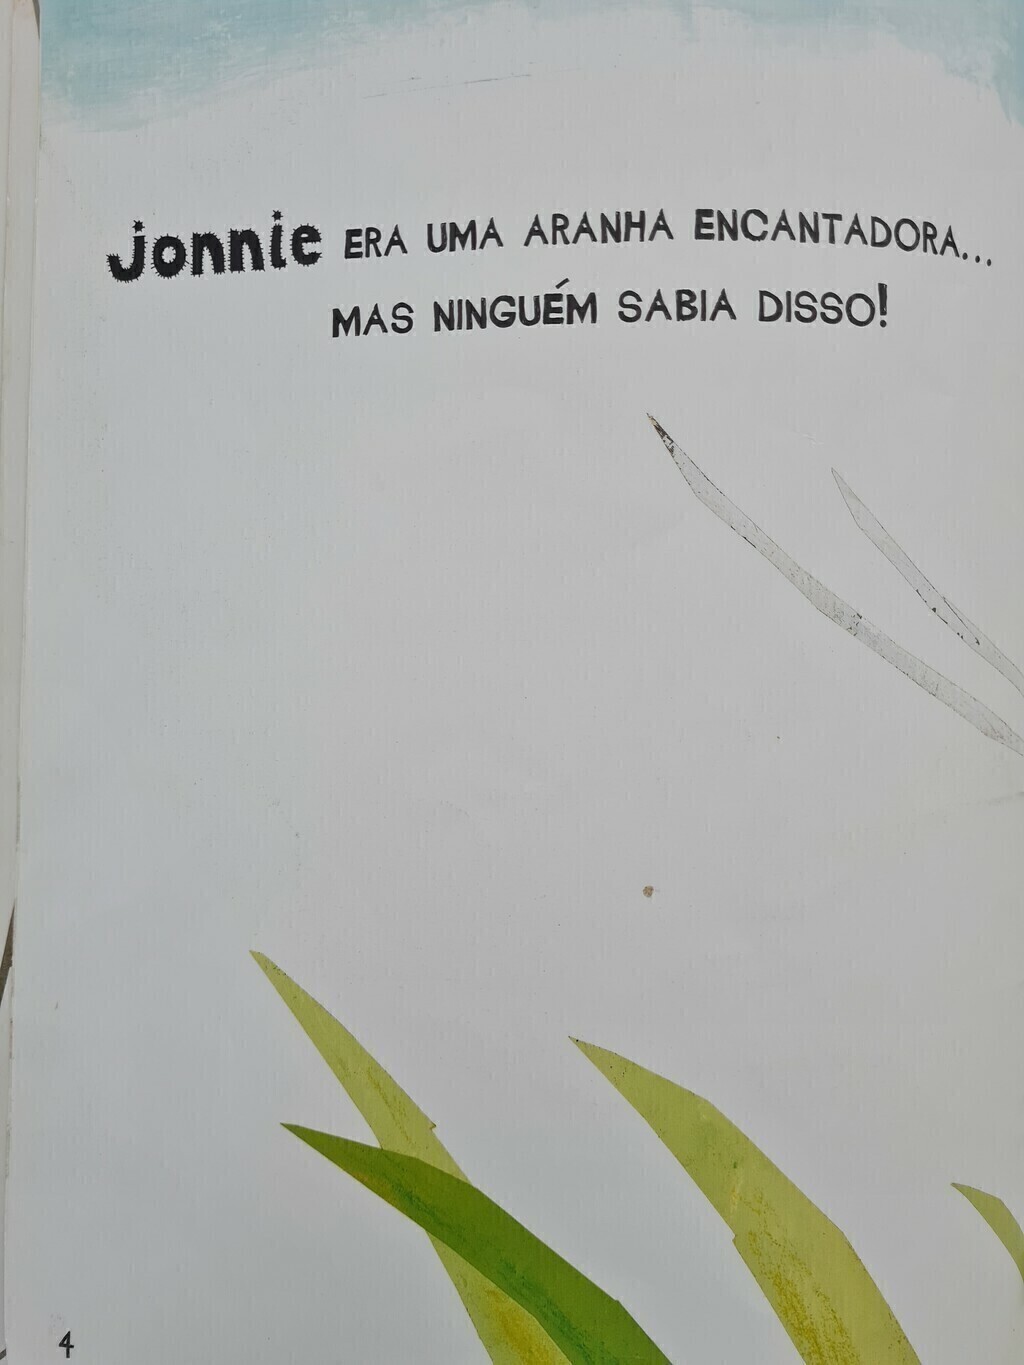 jonnie ERA UMA ARANHA ENCANTADORA...
MAS NINGUÉM SABIA DISSO!
4